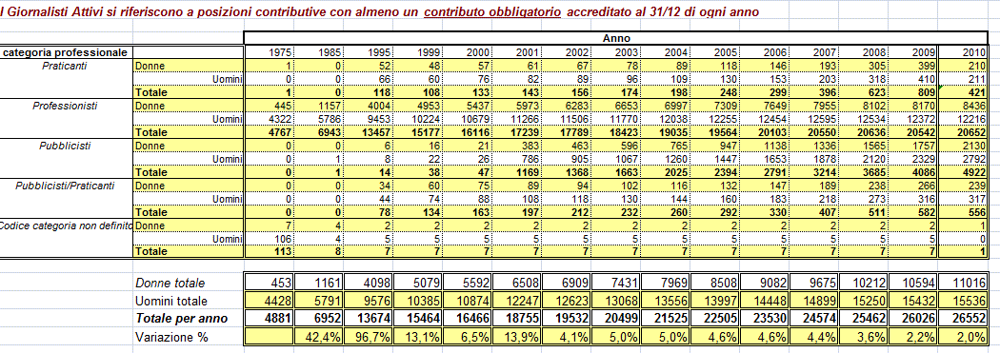 I Giornalisti Attivi si riferiscono a posizioni contributive con almeno un contributo obbligatorio accreditato al 31/12 di ogni anno
Anno
categoria professionale 1975 1985 1995 1999 2000 2001 2002 2003 2004 2005 2006 2007 2008 2009 2010
Praticanti Donne 1 0 52 48 57 61 67 78 89 118 146 193 305 399 210
Uomini 0 0 66 60 76 82 89 96 109 130 153 203 318 410 211
Totale 1 0 118 108 133 143 156 174 198 248 299 396 623 809 421
Professionisti Donne 445 1157 4004 4953 5437 5973 6283 6653 6997 7309 7649 7955 8102 8170 8436
Uomini 4322 5786 9453 10224 10679 11266 11506 11770 12038 12255 12454 12595 12534 12372 12216
Totale 4767 6943 13457 15177 16116 17239 17789 18423 19035 19564 20103 20550 20636 20542 20652
Pubblicisti Donne 0 0 6 16 21 383 463 596 765 947 1138 1336 1565 1757 2130
Uomini 0 1 8 22 26 786 905 1067 1260 1447 1653 1878 2120 2329 2792
Totale 0 1 14 38 47 1169 1368 1663 2025 2394 2791 3214 3685 4086 4922
Pubblicisti/Praticanti Donne 0 0 34 60 75 89 94 102 116 132 147 189 238 266 239
Uomini 0 0 44 74 88 108 118 130 144 160 183 218 273 316 317
Totale 0 0 78 134 163 197 212 232 260 292 330 407 511 582 556
Codice categoria non definito Donne 7 4 2 2 2 2 2 2 2 2 2 2 2 2 1
Uomini 106 4 5 5 5 5 5 5 5 5 5 5 5 5 0
Totale 113 8 7 7 7 7 7 7 7 7 7 7 7 7 1
Donne totale 453 1161 4098 5079 5592 6508 6909 7431 7969 8508 9082 9675 10212 10594 11016
Uomini totale 4428 5791 9576 10385 10874 12247 12623 13068 13556 13997 14448 14899 15250 15432 15536
Totale per anno 4881 6952 13674 15464 16466 18755 19532 20499 21525 22505 23530 24574 25462 26026 26552
Variazione % 42,4% 96,7% 13,1% 6,5% 13,9% 4,1% 5,0% 5,0% 4,6% 4,6% 4,4% 3,6% 2,2% 2,0%